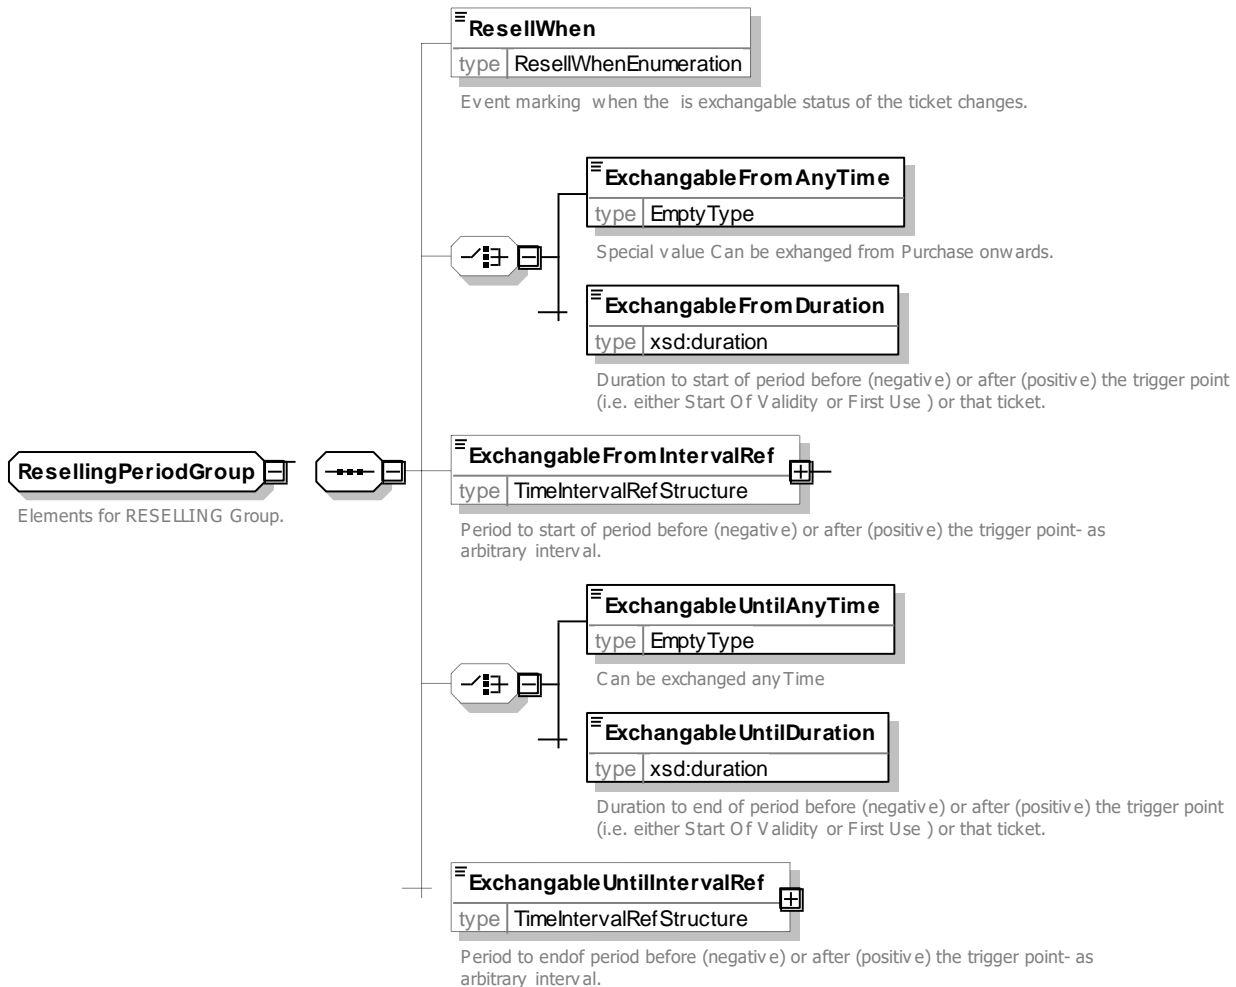 ResellWhen
type ResellWhenEnumeration
Event marking when the is exchangable status of the ticket changes.
ExchangableFromAnyTime
type EmptyType
Special value Can be exhanged from Purchase onwards.
ExchangableFromDuration
type xsd:duration
Duration to start of period before (negative) or after (positive) the trigger point
(i.e. either Start Of Validity or First Use ) or that ticket.
ResellingPeriodGroup
Elements for RESELLING Group.
ExchangableFromIntervalRef
type TimeIntervalRefStructure
Period to start of period before (negative) or after (positive) the trigger point- as
arbitrary interval.
ExchangableUntilAnyTime
type EmptyType
Can be exchanged anyTime
ExchangableUntilDuration
type xsd:duration
Duration to end of period before (negative) or after (positive) the trigger point
(i.e. either Start Of Validity or First Use ) or that ticket.
ExchangableUntilIntervalRef
type TimeIntervalRefStructure
Period to endof period before (negative) or after (positive) the trigger point- as
arbitrary interval.